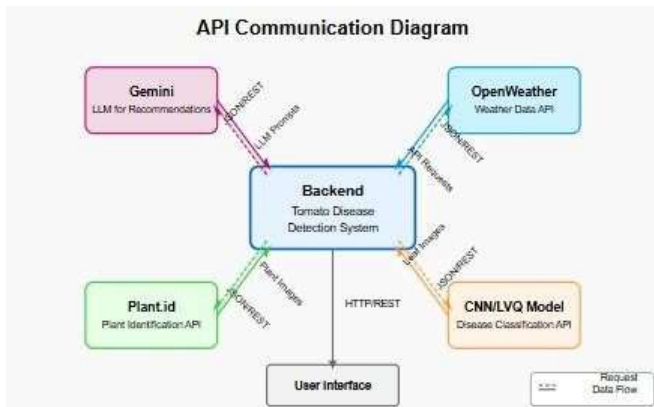 API Communication Diagram
Gemini
LLM for Recommendations
OpenWeather
Weather Data API
JSON/REST
LLM Prompts
JSON/REST
API Requests
Backend
Tomato Disease
Detection System
Leaf Images
JSON/REST
Plant Images
JSON/REST
Plant.id
Plant Identification API
HTTP/REST
CNN/LVQ Model
Disease Classification API
User Interface
Request
Data Flow